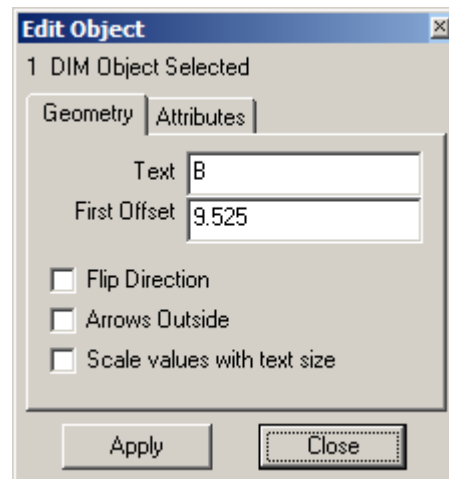 Edit Object
1 DIM Object Selected
Geometry Attributes
Text B
First Offset 9.525
Flip Direction
Arrows Outside
Scale values with text size
Apply Close